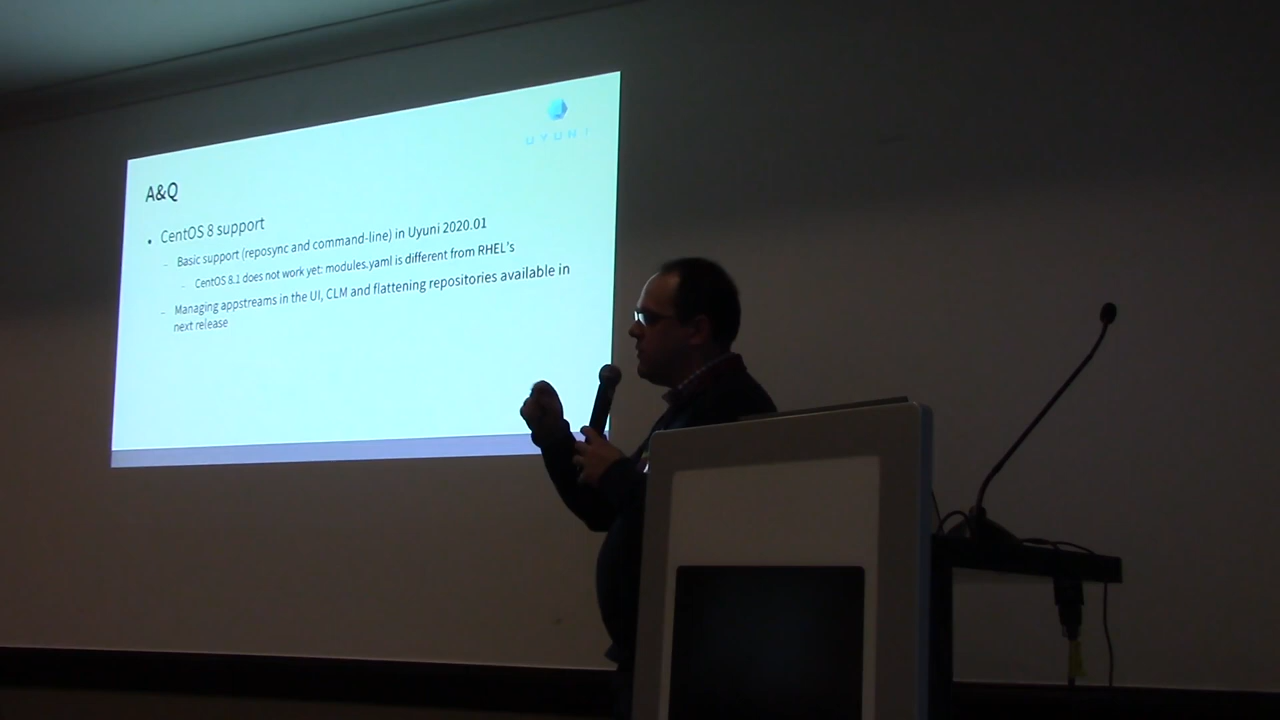 UYUNI
A&Q
• CentOS 8 support
– Basic support (reposync and command-line) in Uyuni 2020.01
– CentOS 8.1 does not work yet: modules.yaml is different from RHEL's
– Managing appstreams in the UI, CLM and flattening repositories available in
next release